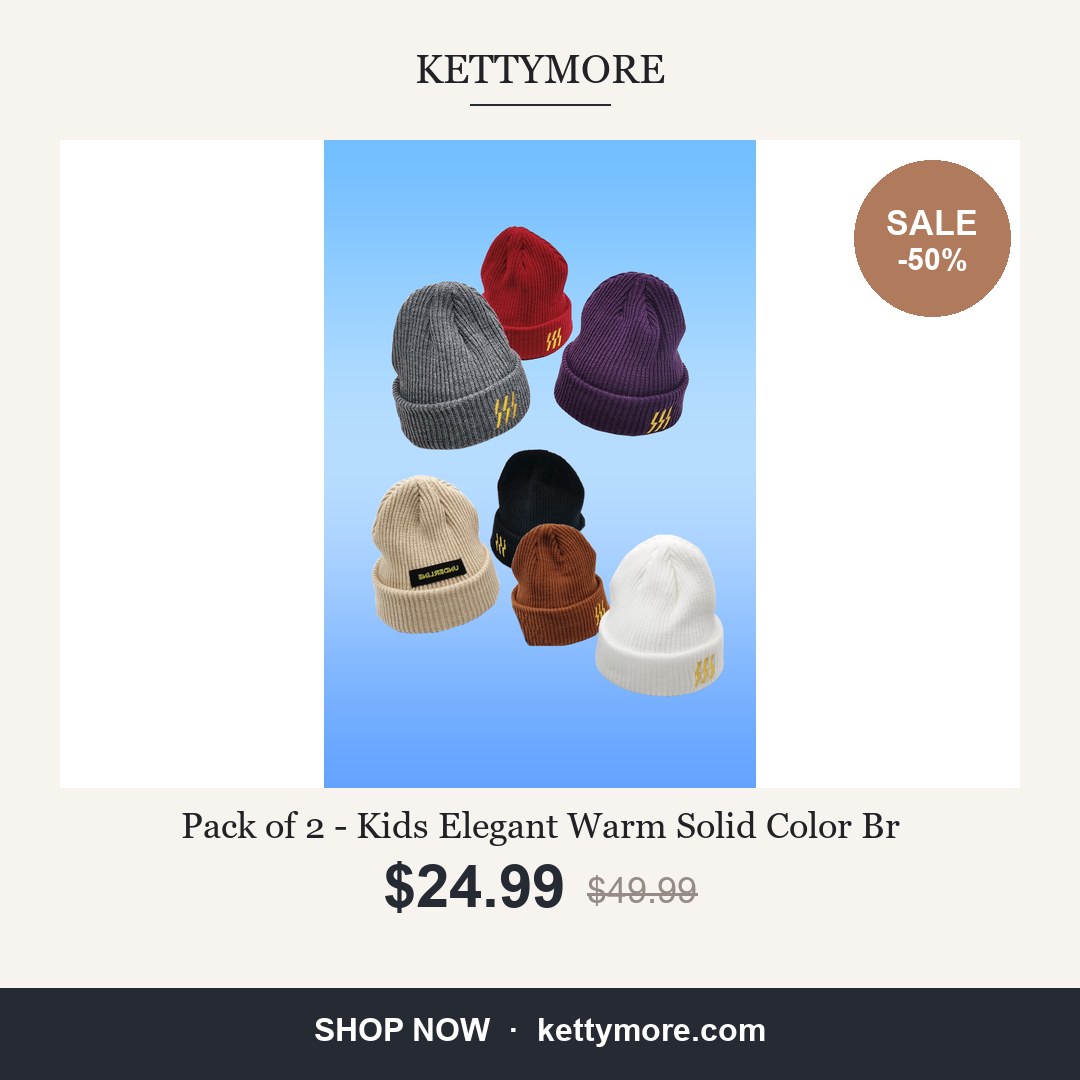 KETTYMORE
SALE
-50%
UNDERLINE
Pack of 2 - Kids Elegant Warm Solid Color Br
$24.99 $49.99
SHOP NOW · kettymore.com